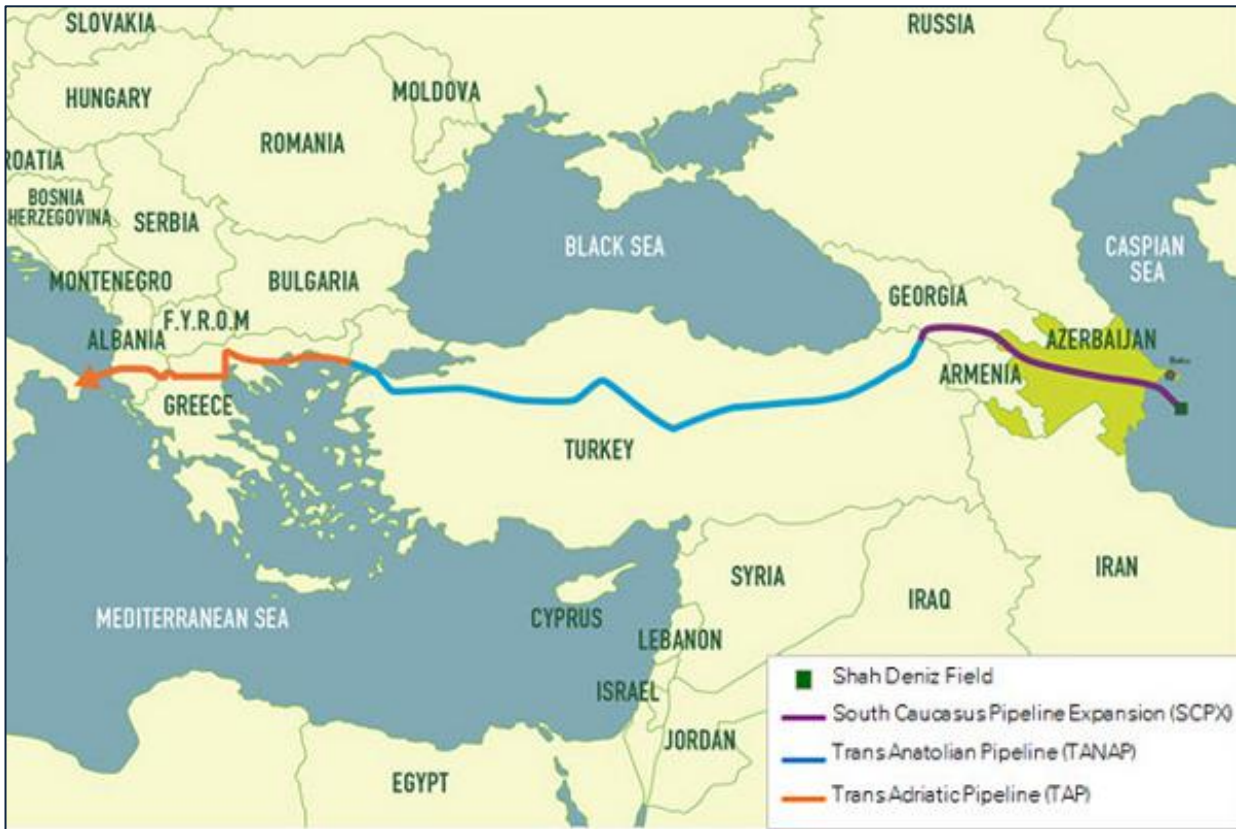 SLOVAKIA
RUSSIA
HUNGARY
MOLDOVA
ROMANIA
ROATIA
BOSNIA
HERZEGOVINA
SERBIA
BLACK SEA
CASPIAN
SEA
MONTENEGRO
BULGARIA
GEORGIA
F.Y.R.O.M
ALBANIA
AZERBAIJAN
Baku
ARMENIA
GREECE
TURKEY
SYRIA
IRAN
IRAQ
MEDITERRANEAN SEA
CYPRUS
LEBANON
ISRAEL
JORDAN
EGYPT
Shah Deniz Field
South Caucasus Pipeline Expansion (SCPX)
Trans Anatolian Pipeline (TANAP)
Trans Adriatic Pipeline (TAP)